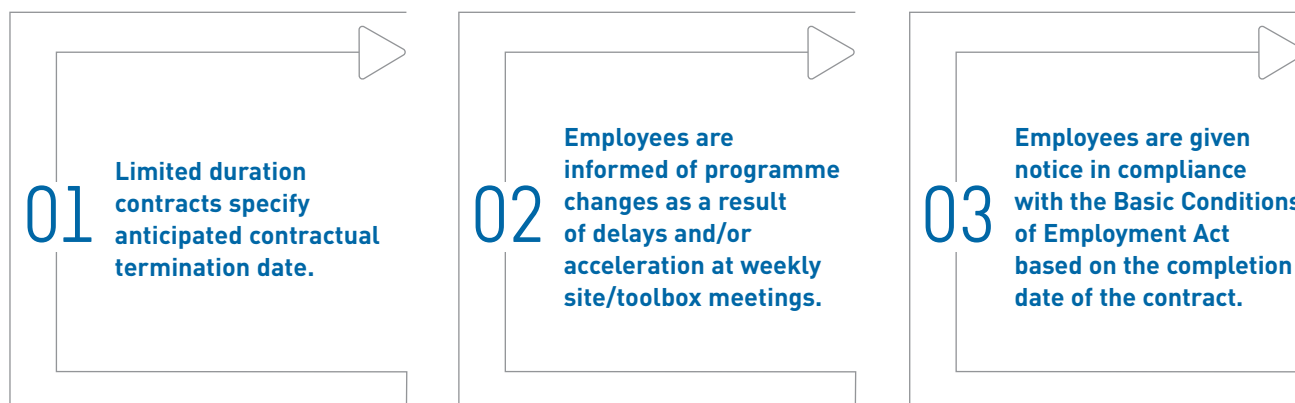 01
Limited duration
contracts specify
anticipated contractual
termination date.
02
Employees are
informed of programme
changes as a result
of delays and/or
acceleration at weekly
site/toolbox meetings.
03
Employees are given
notice in compliance
with the Basic Conditions
of Employment Act
based on the completion
date of the contract.